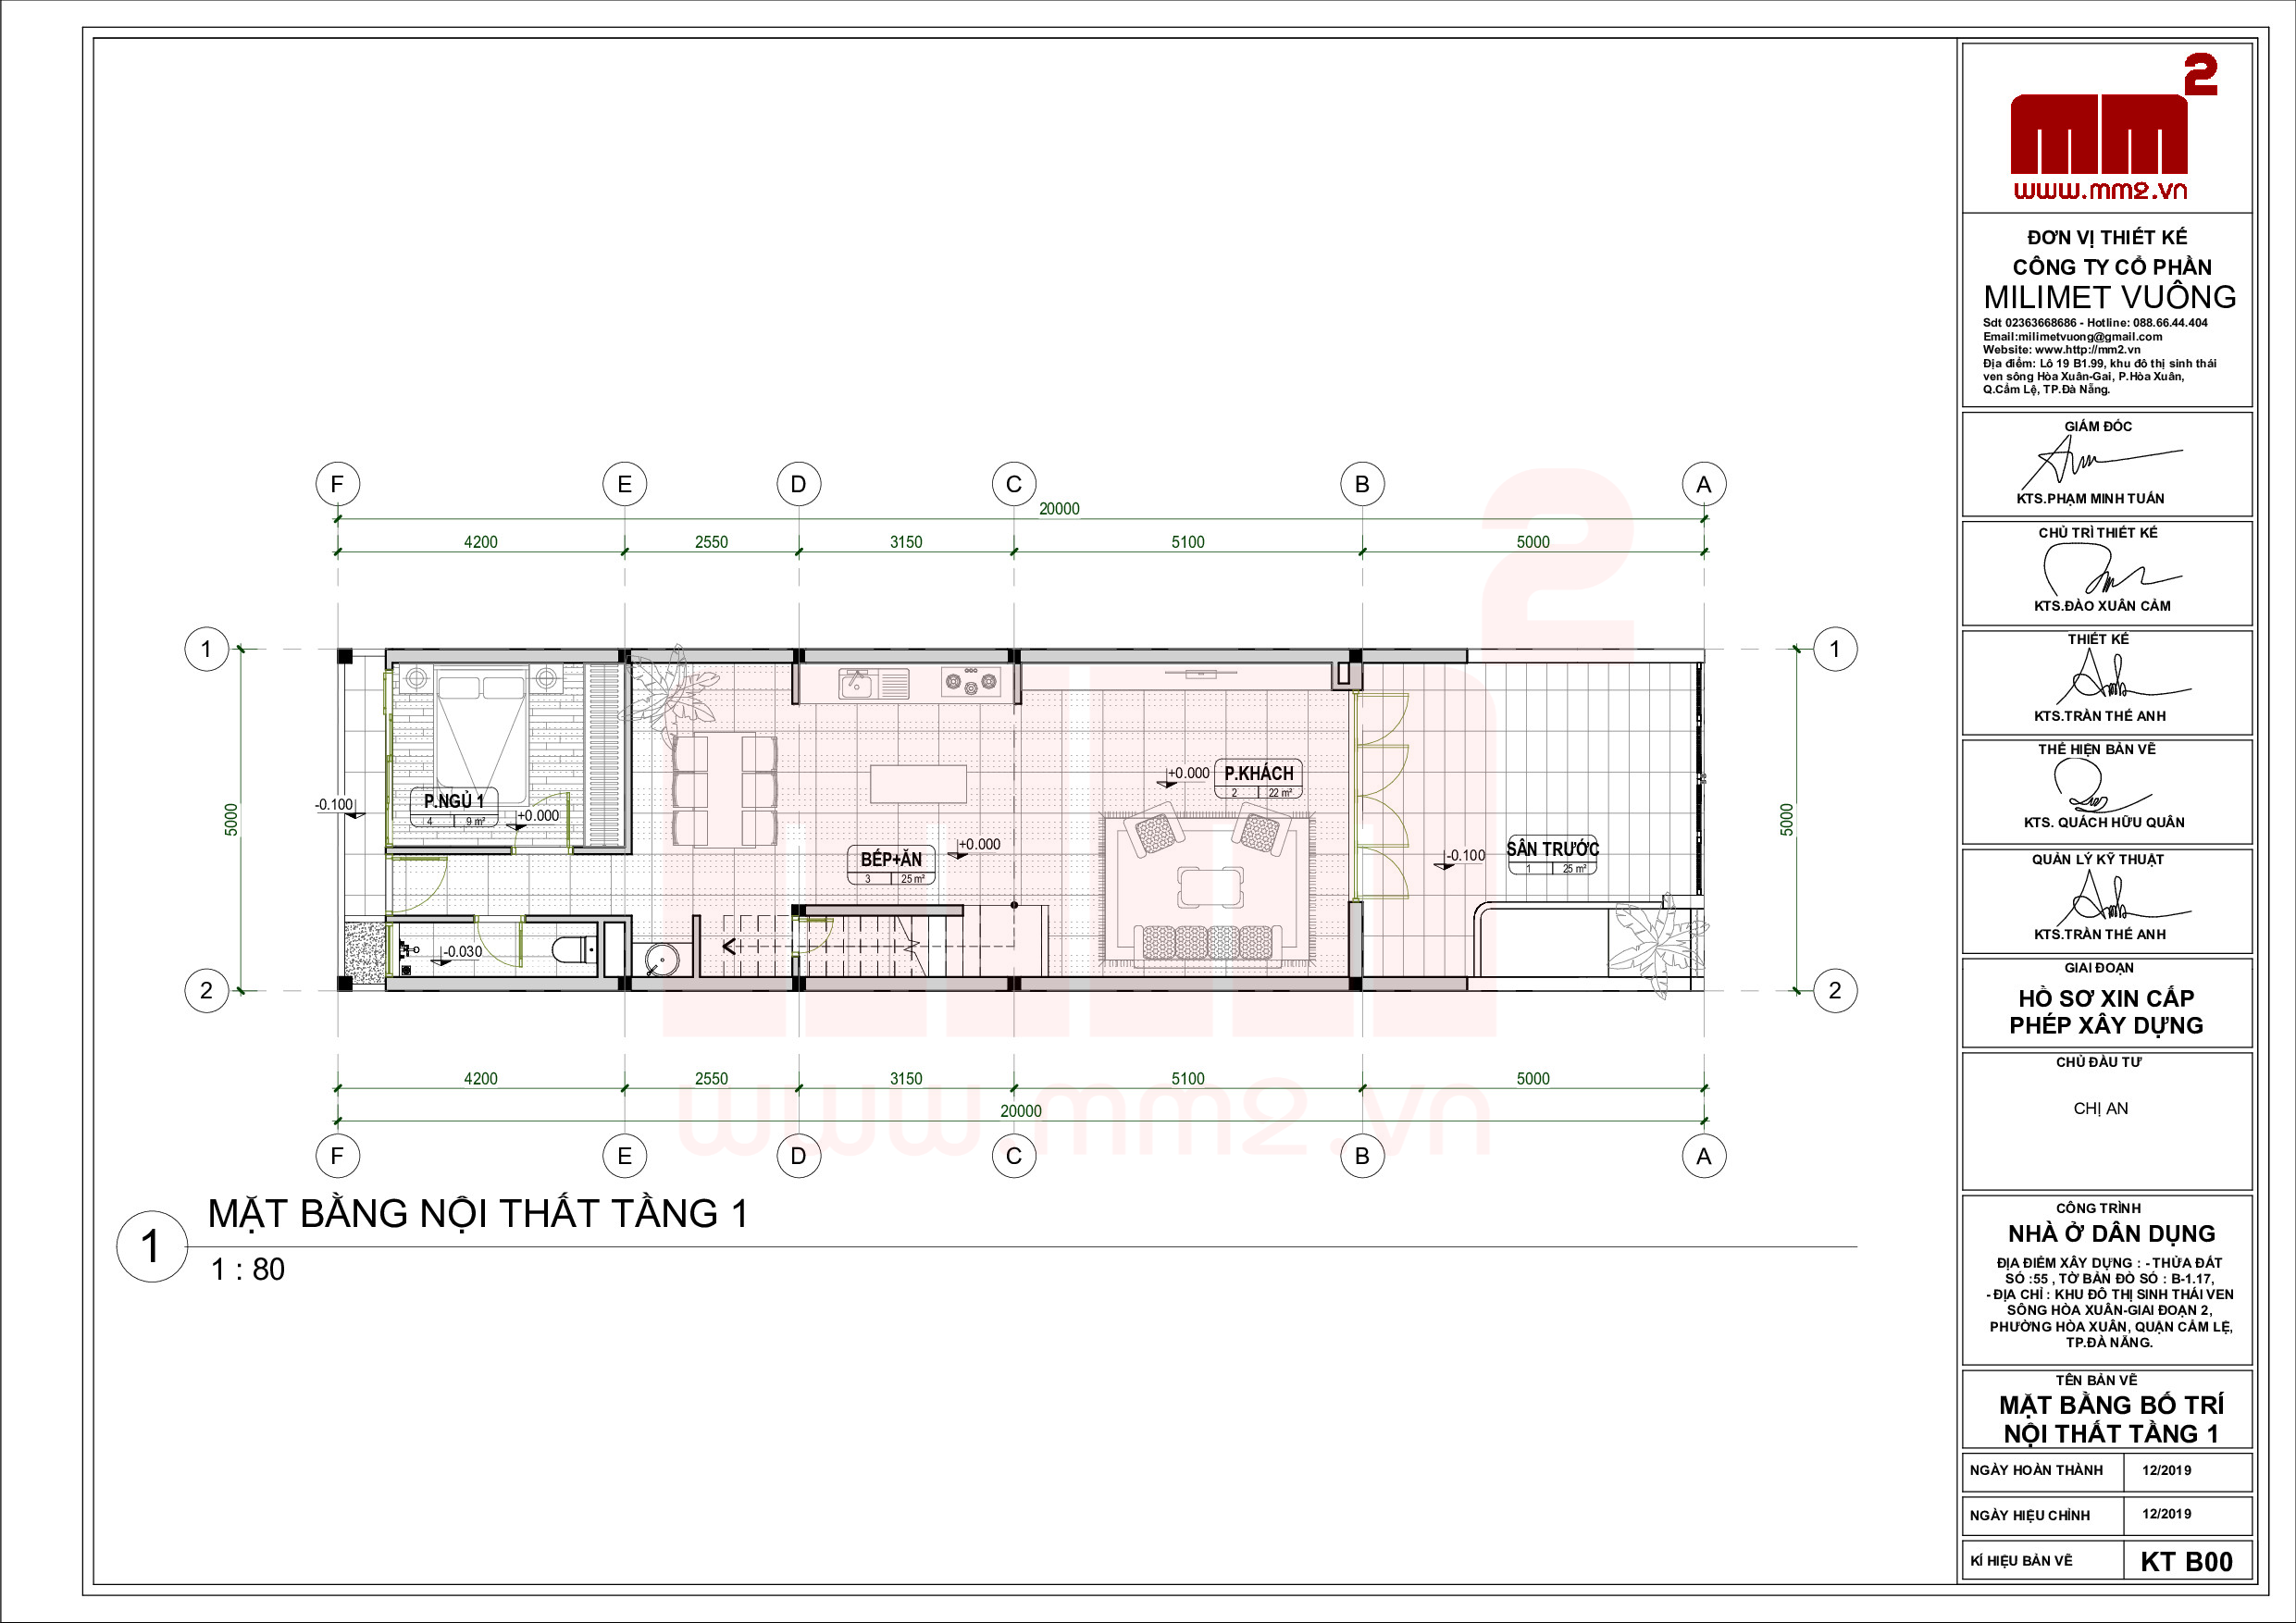 F
E
D
C
B
A
20000
4200
2550
3150
5100
5000
1
1
5000
5000
P.NGỦ 1
4
9 m²
+0.000
-0.100
P.KHÁCH
2
22 m²
+0.000
BẾP+ĂN
3
25 m²
+0.000
SÂN TRƯỚC
1
25 m²
-0.100
-0.030
2
2
4200
2550
3150
5100
5000
20000
F
E
D
C
B
A
mm2
www.mm2.vn
1
MẶT BẰNG NỘI THẤT TẦNG 1
1 : 80
mm2
www.mm2.vn
ĐƠN VỊ THIẾT KẾ
CÔNG TY CỔ PHẦN
MILIMET VUÔNG
Sdt 02363668686 - Hotline: 088.66.44.404
Email:milimetvuong@gmail.com
Website: www.http://mm2.vn
Địa điểm: Lô 19 B1.99, khu đô thị sinh thái
ven sông Hòa Xuân-Gai, P.Hòa Xuân,
Q.Cẩm Lệ, TP.Đà Nẵng.
GIÁM ĐỐC
KTS.PHẠM MINH TUẤN
CHỦ TRÌ THIẾT KẾ
KTS.ĐÀO XUÂN CẢM
THIẾT KẾ
KTS.TRẦN THẾ ANH
THỂ HIỆN BẢN VẼ
KTS. QUÁCH HỮU QUÂN
QUẢN LÝ KỸ THUẬT
KTS.TRẦN THẾ ANH
GIAI ĐOẠN
HỒ SƠ XIN CẤP
PHÉP XÂY DỰNG
CHỦ ĐẦU TƯ
CHỊ AN
CÔNG TRÌNH
NHÀ Ở DÂN DỤNG
ĐỊA ĐIỂM XÂY DỰNG : - THỬA ĐẤT
SỐ :55 , TỜ BẢN ĐỒ SỐ : B-1.17,
- ĐỊA CHỈ : KHU ĐÔ THỊ SINH THÁI VEN
SÔNG HÒA XUÂN-GIAI ĐOẠN 2,
PHƯỜNG HÒA XUÂN, QUẬN CẨM LỆ,
TP.ĐÀ NẴNG.
TÊN BẢN VẼ
MẶT BẰNG BỐ TRÍ
NỘI THẤT TẦNG 1
NGÀY HOÀN THÀNH 12/2019
NGÀY HIỆU CHỈNH 12/2019
KÍ HIỆU BẢN VẼ KT B00